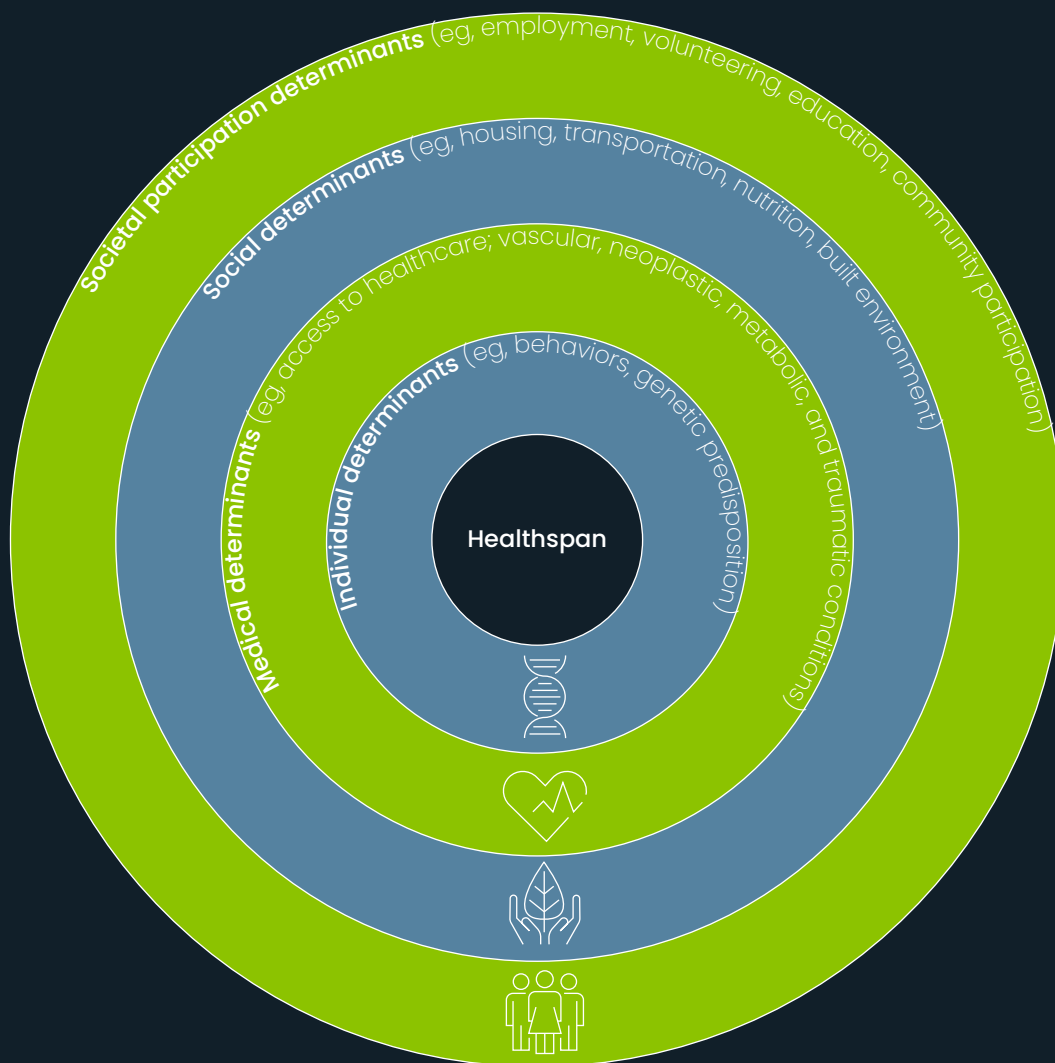 Societal participation determinants (eg, employment, volunteering, education, community participation)
Social determinants (eg, housing, transportation, nutrition, built environment)
Medical determinants (eg, access to healthcare; vascular, neoplastic, metabolic, and traumatic conditions)
Individual determinants (eg, behaviors, genetic predisposition)
Healthspan